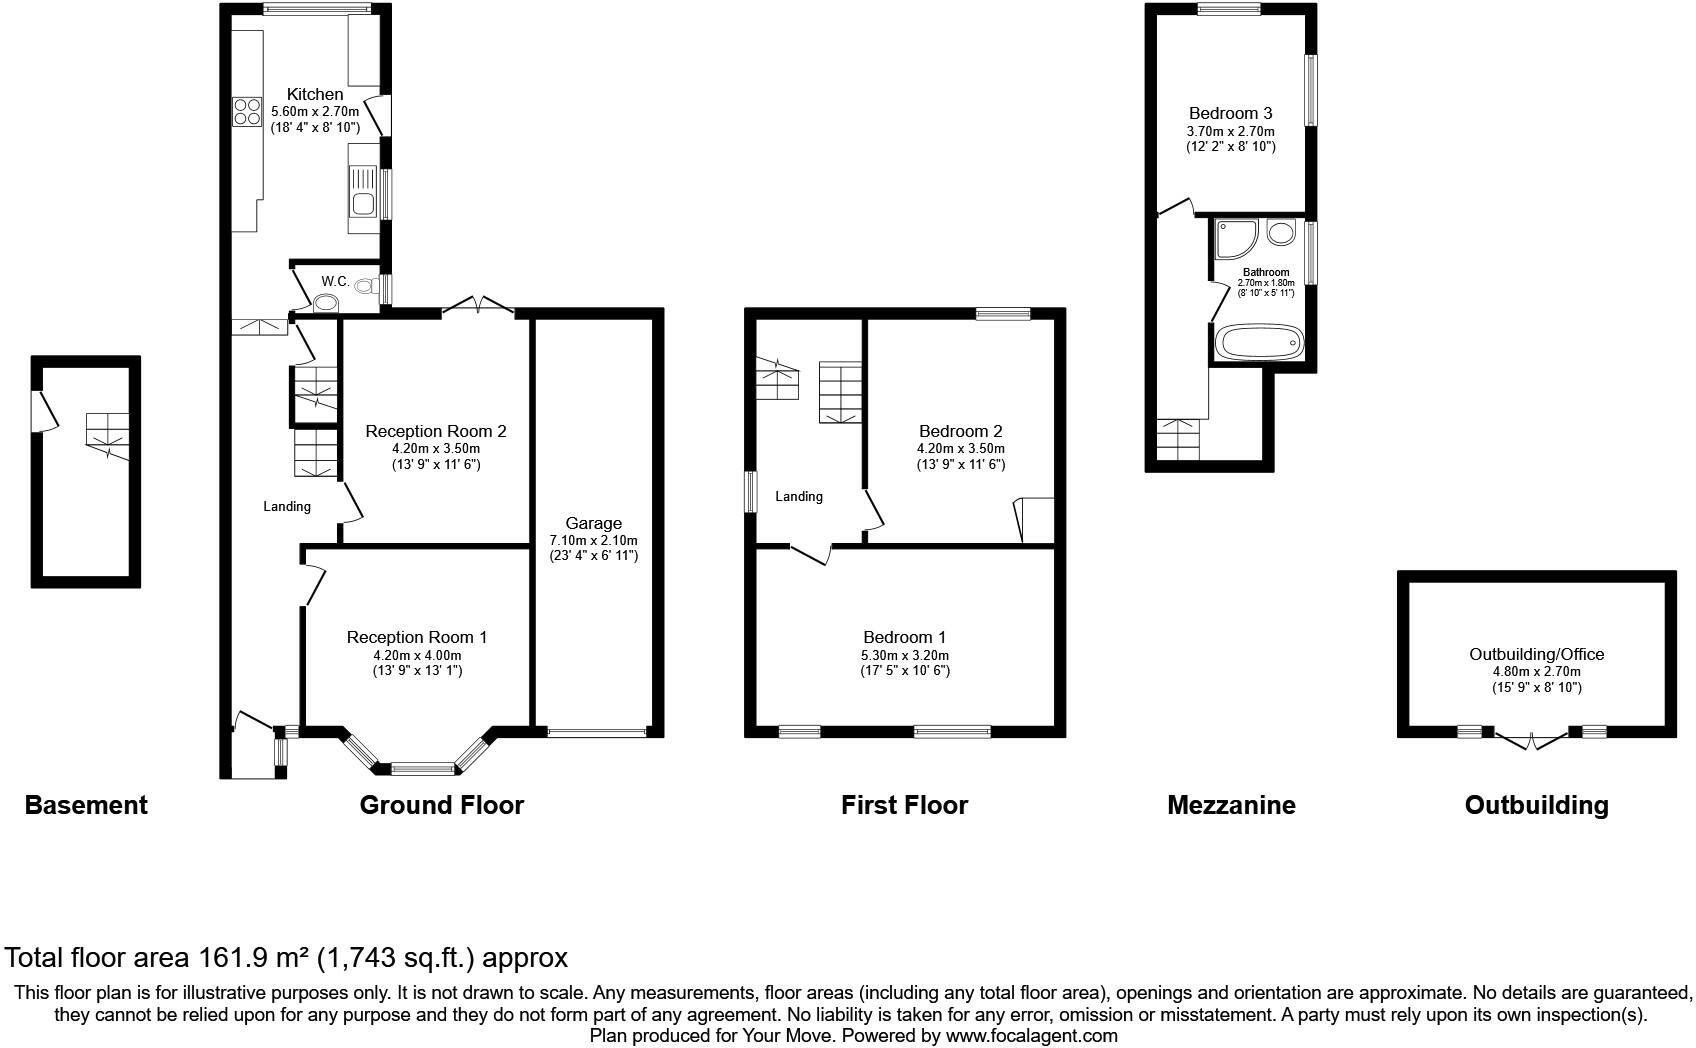 Kitchen
5.60m x 2.70m
(18' 4" x 8' 10")
W.C.
Reception Room 2
4.20m x 3.50m
(13' 9" x 11' 6")
Landing
Garage
7.10m x 2.10m
(23' 4" x 6' 11")
Reception Room 1
4.20m x 4.00m
(13' 9" x 13' 1")
Bedroom 2
4.20m x 3.50m
(13' 9" x 11' 6")
Landing
Bedroom 1
5.30m x 3.20m
(17' 5" x 10' 6")
Bedroom 3
3.70m x 2.70m
(12' 2" x 8' 10")
Bathroom
2.70m x 1.80m
(8' 10" x 5' 11")
Outbuilding/Office
4.80m x 2.70m
(15' 9" x 8' 10")
Basement
Ground Floor
First Floor
Mezzanine
Outbuilding
Total floor area 161.9 m² (1,743 sq.ft.) approx
This floor plan is for illustrative purposes only. It is not drawn to scale. Any measurements, floor areas (including any total floor area), openings and orientation are approximate. No details are guaranteed,
they cannot be relied upon for any purpose and they do not form part of any agreement. No liability is taken for any error, omission or misstatement. A party must rely upon its own inspection(s).
Plan produced for Your Move. Powered by www.focalagent.com